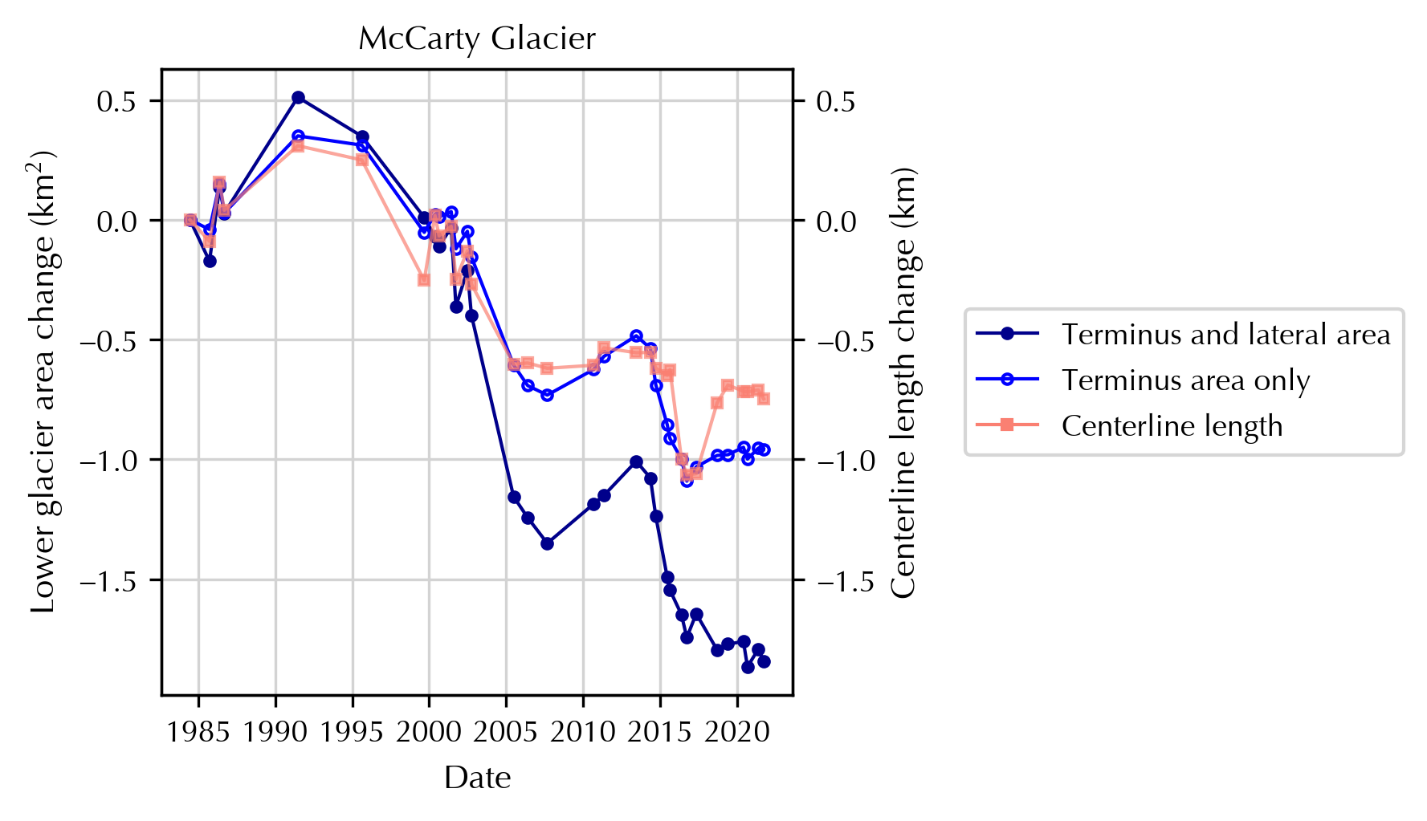 McCarty Glacier
Lower glacier area change (km²)
0.5
0.0
−0.5
−1.0
−1.5
1985 1990 1995 2000 2005 2010 2015 2020
Date
0.5
0.0
−0.5
−1.0
−1.5
Centerline length change (km)
Terminus and lateral area
Terminus area only
Centerline length